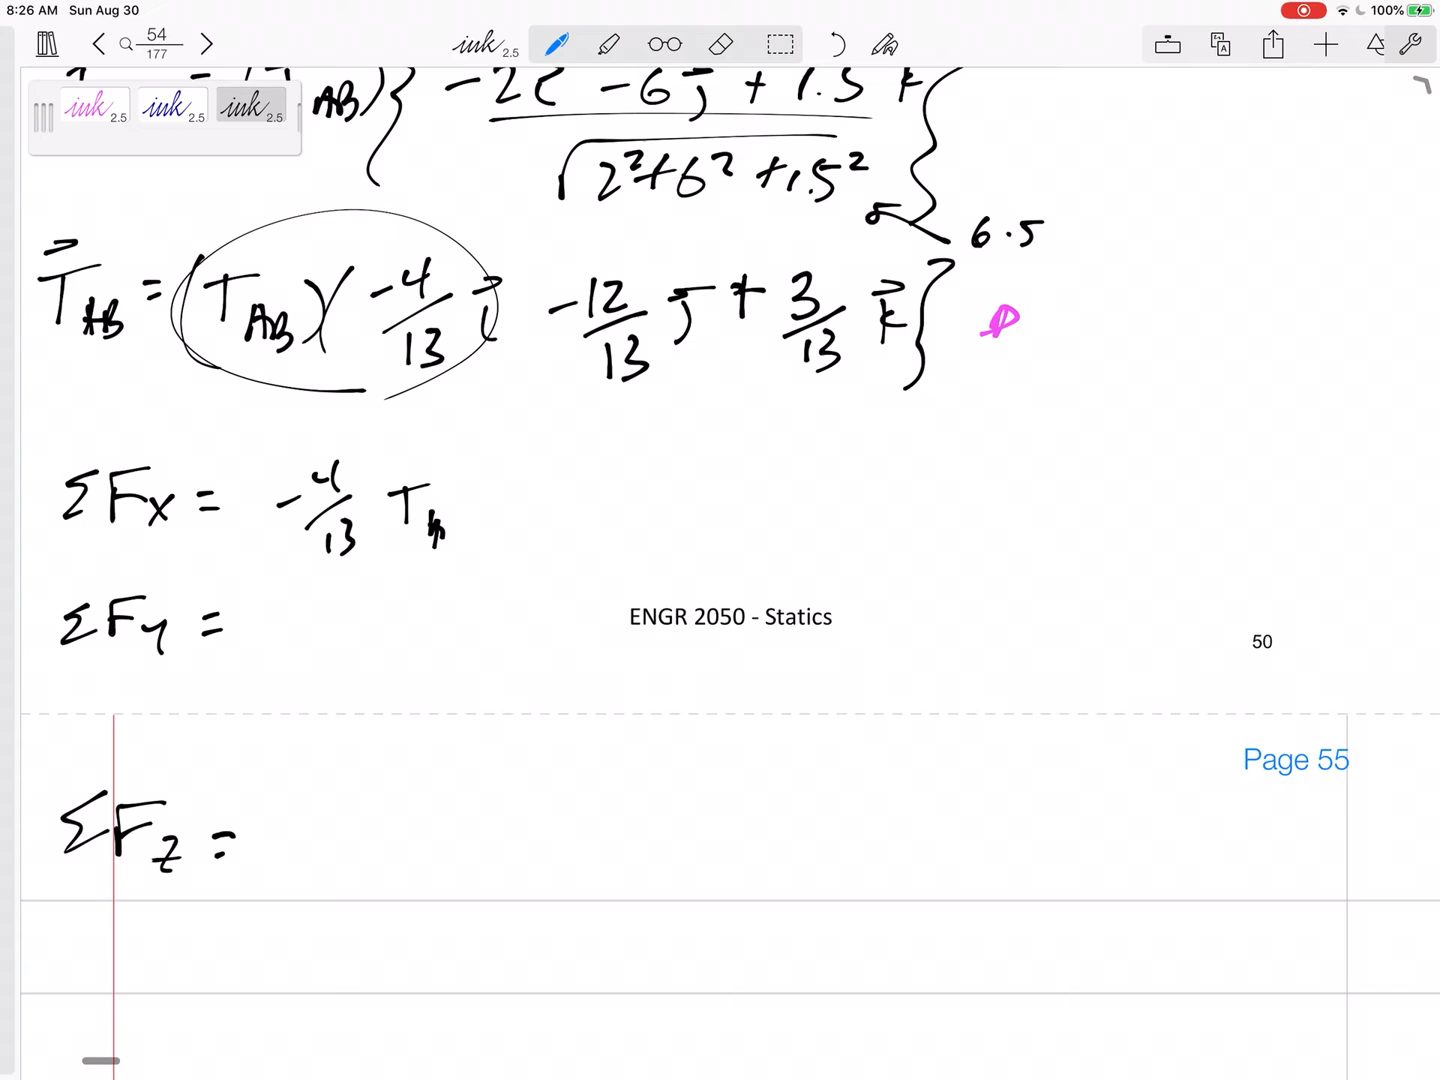 8:26 AM Sun Aug 30
100%
54
177
ink 2.5
ink 2.5 ink 2.5 ink 2.5
AB) { -2i - 6j + 1.5 k
√2²+6²+1.5²
6.5
T⃗AB = (TAB)(-4/13 i⃗ -12/13 j + 3/13 k⃗ }
ΣFx = -4/13 T
ΣFy =
ENGR 2050 - Statics
50
Page 55
ΣFz =